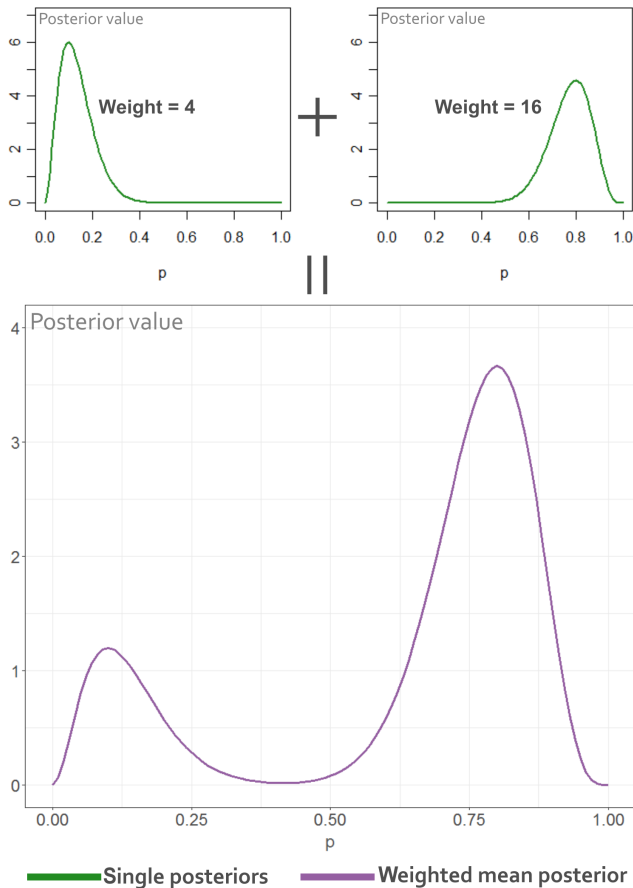 Posterior value
6
4
2
0
Weight = 4
0.0 0.2 0.4 0.6 0.8 1.0
p
+
Posterior value
6
4
2
0
Weight = 16
0.0 0.2 0.4 0.6 0.8 1.0
p
||
Posterior value
4
3
2
1
0
0.00 0.25 0.50 0.75 1.00
p
Single posteriors Weighted mean posterior